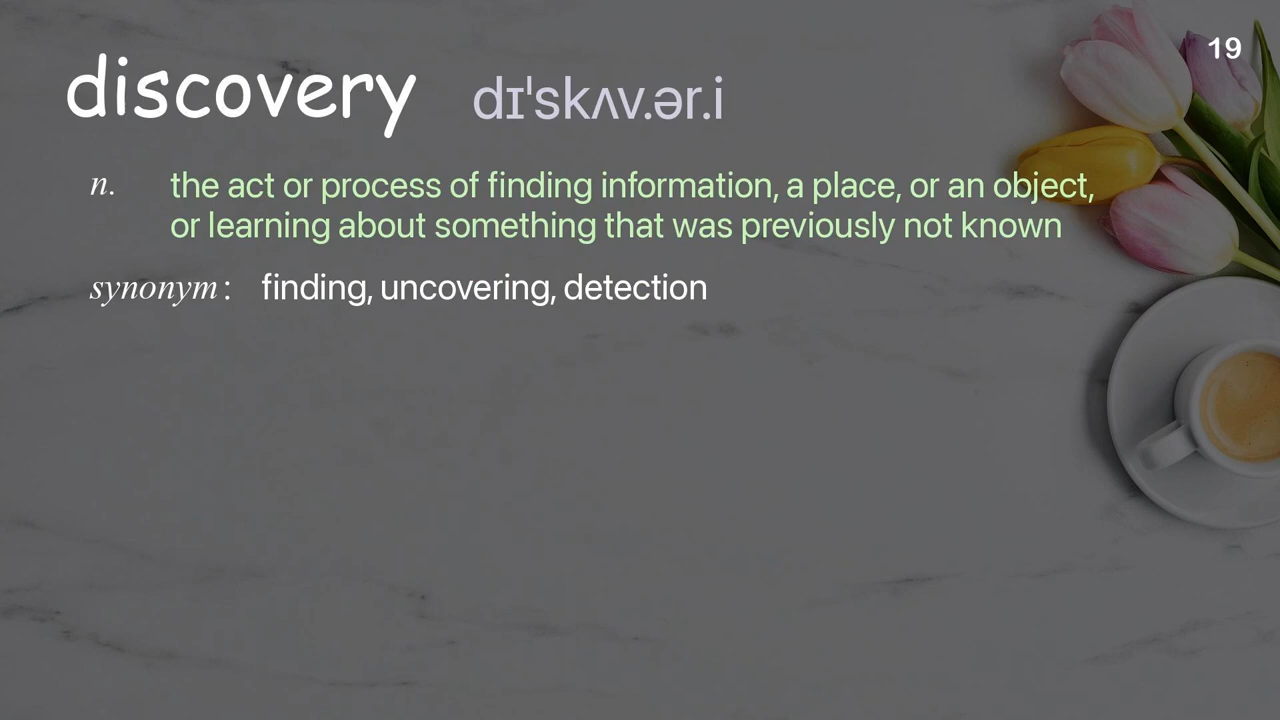 19
discovery dɪˈskʌv.ər.i
n. the act or process of finding information, a place, or an object,
or learning about something that was previously not known
synonym: finding, uncovering, detection